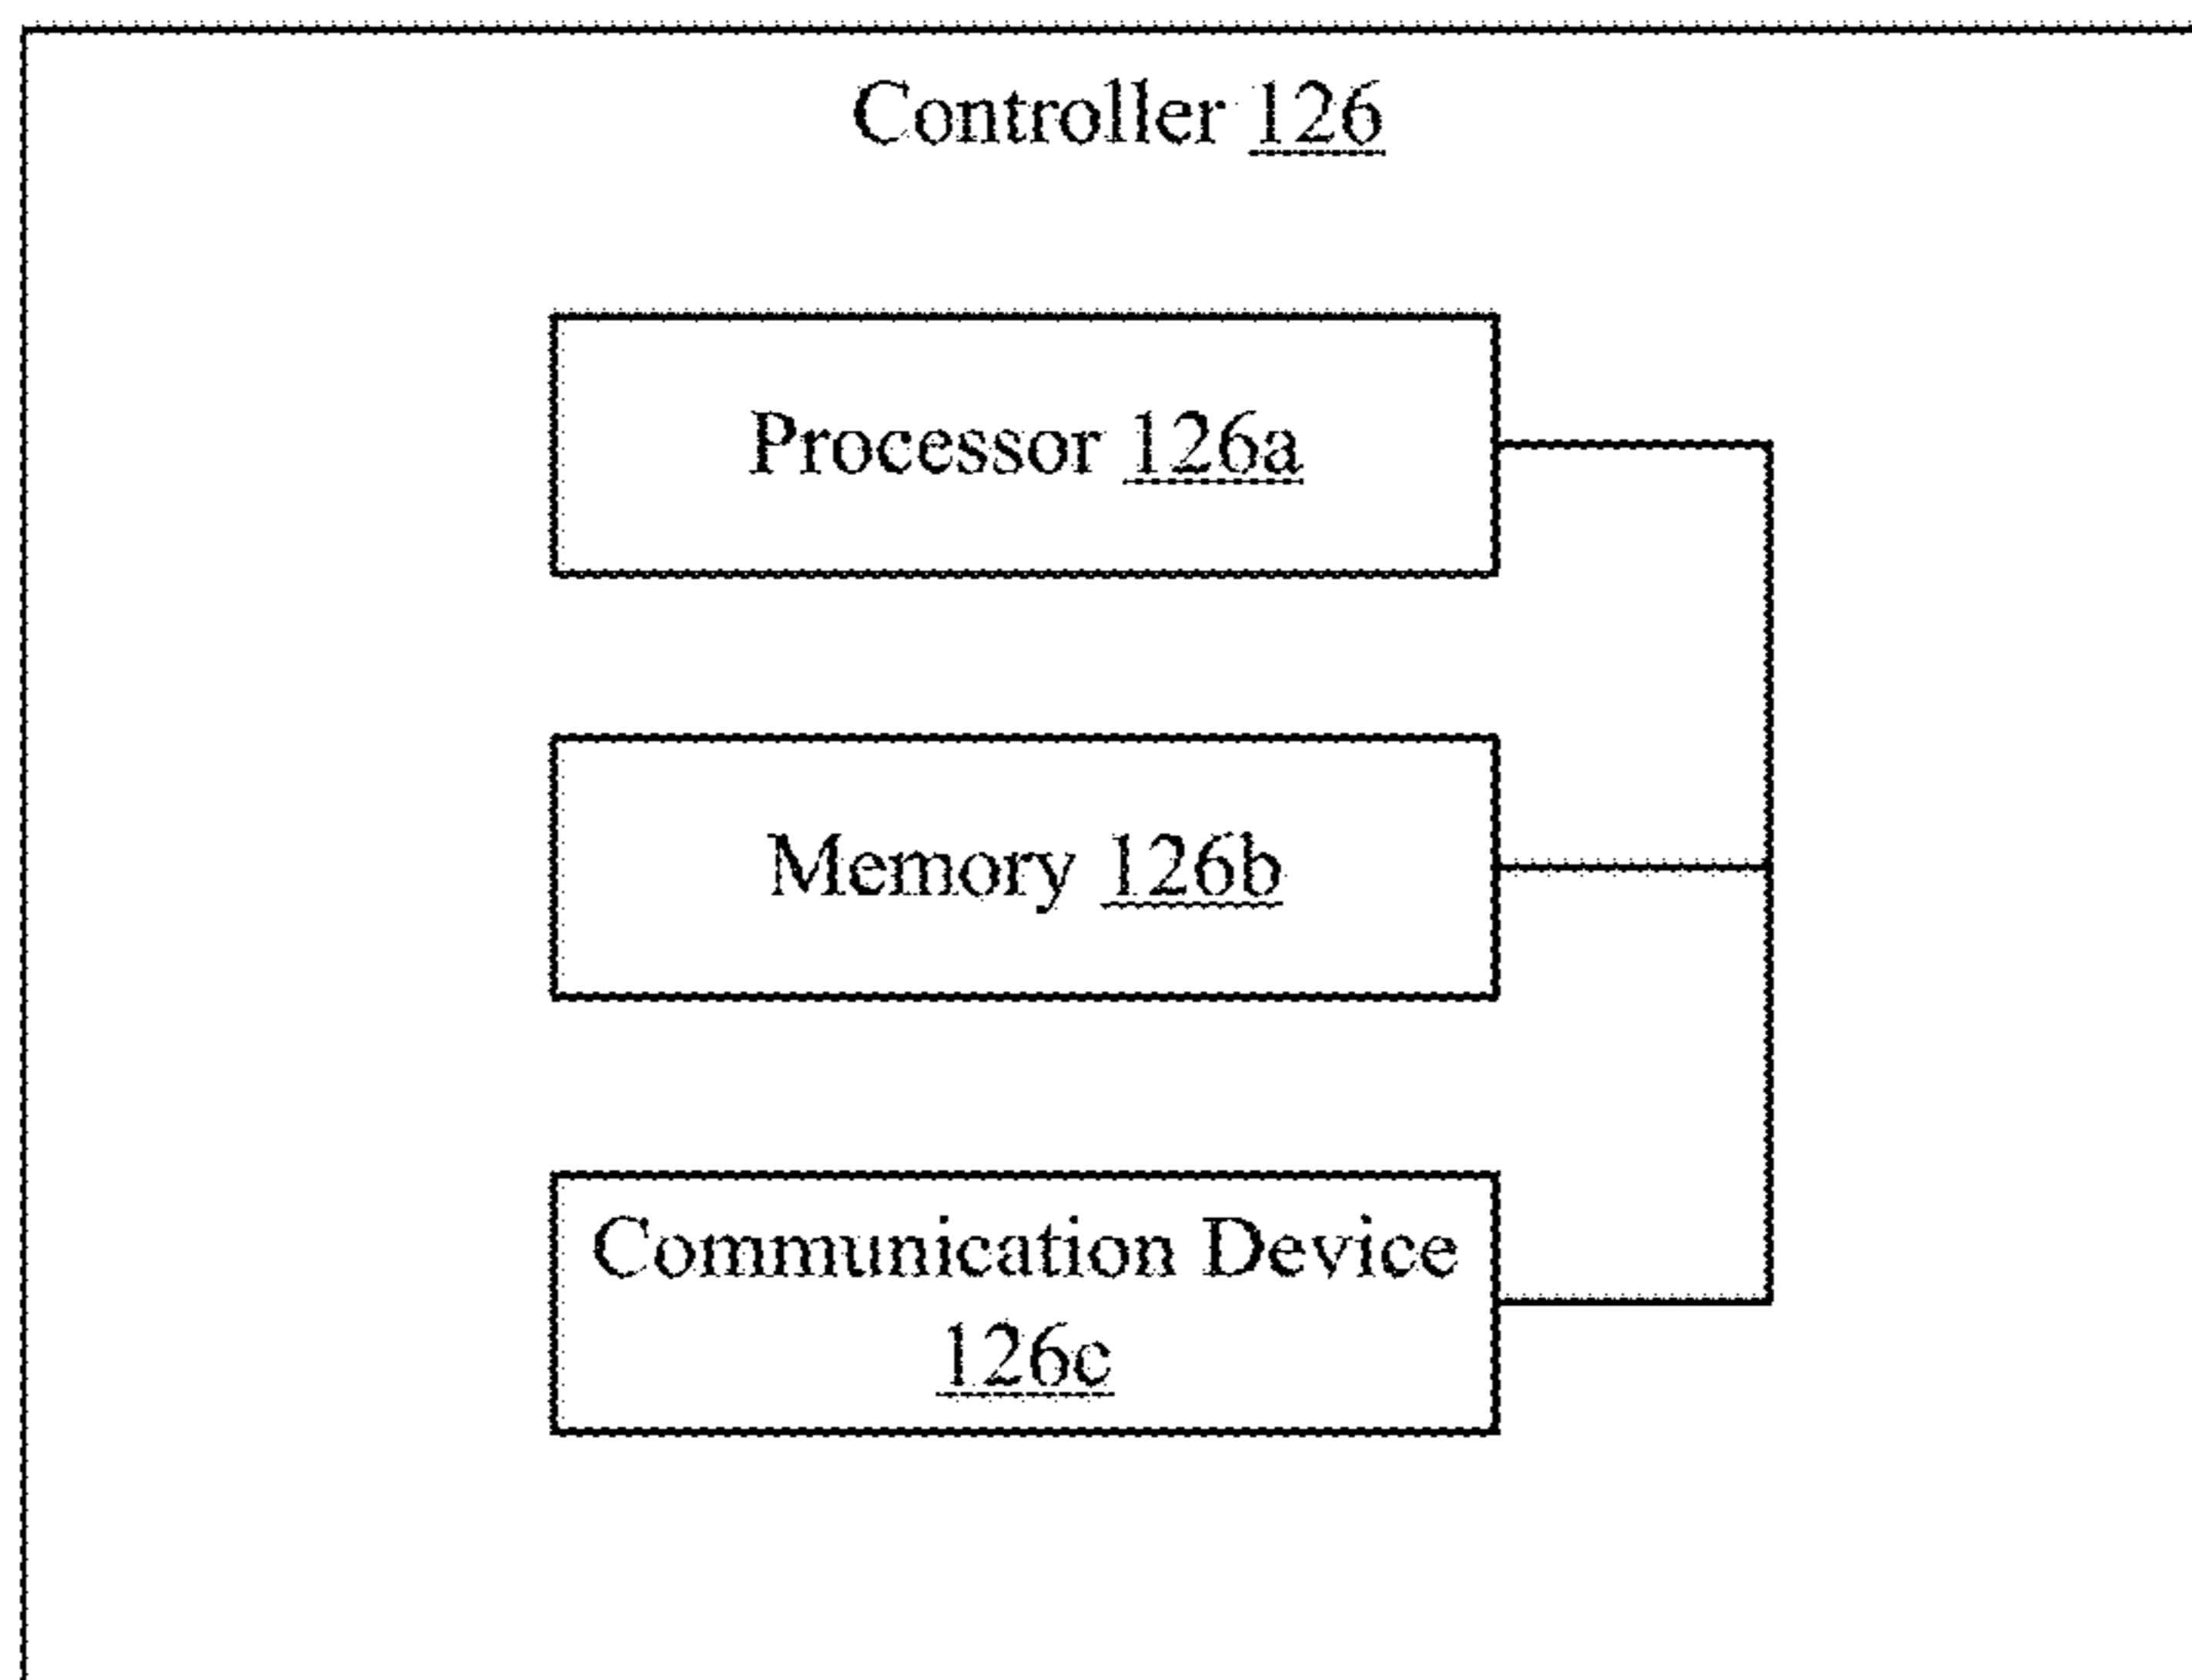 Controller 126
Processor 126a
Memory 126b
Communication Device
126c